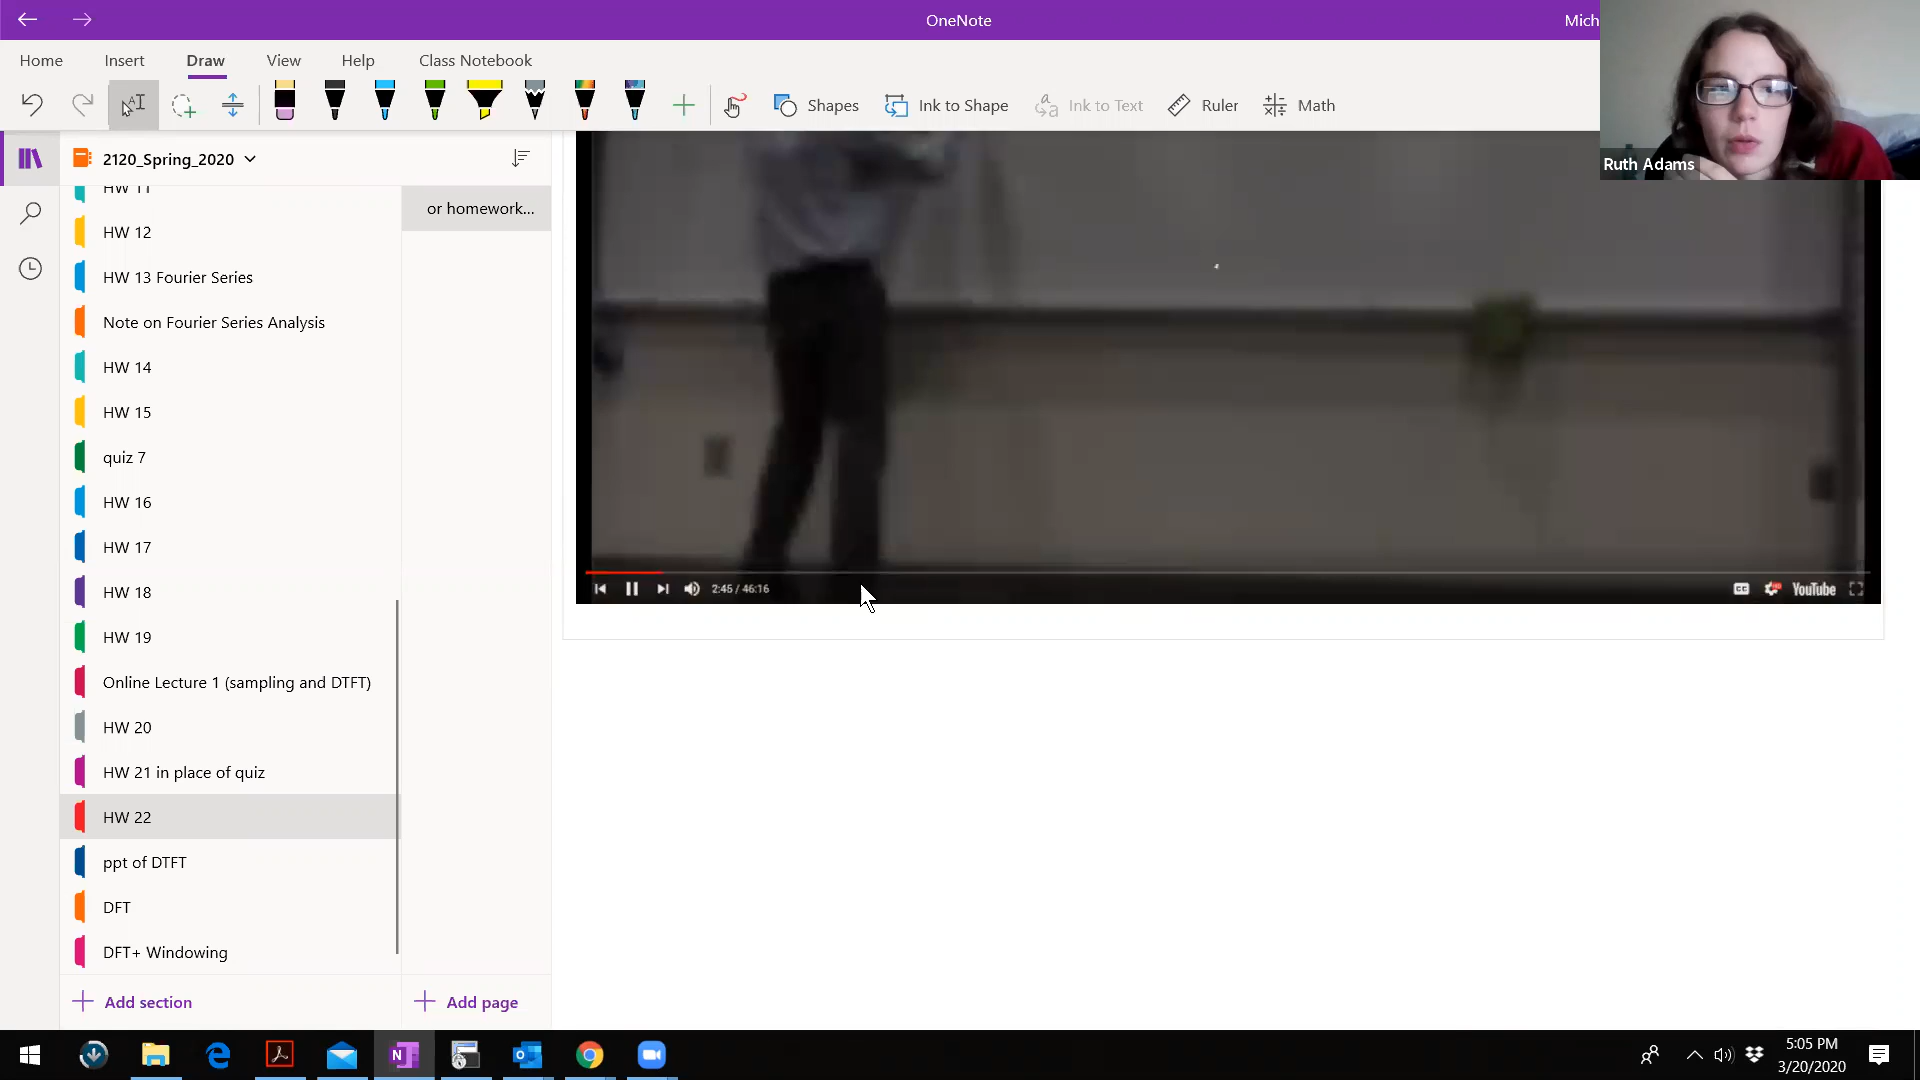 OneNote
Mich
Home
Insert
Draw
View
Help
Class Notebook
Shapes
Ink to Shape
Ink to Text
Ruler
Math
Ruth Adams
2120_Spring_2020
or homework...
HW 11
HW 12
HW 13 Fourier Series
Note on Fourier Series Analysis
HW 14
HW 15
quiz 7
HW 16
HW 17
HW 18
HW 19
Online Lecture 1 (sampling and DTFT)
HW 20
HW 21 in place of quiz
HW 22
ppt of DTFT
DFT
DFT+ Windowing
Add section
Add page
2:45 / 46:16
CC
YouTube
5:05 PM
3/20/2020